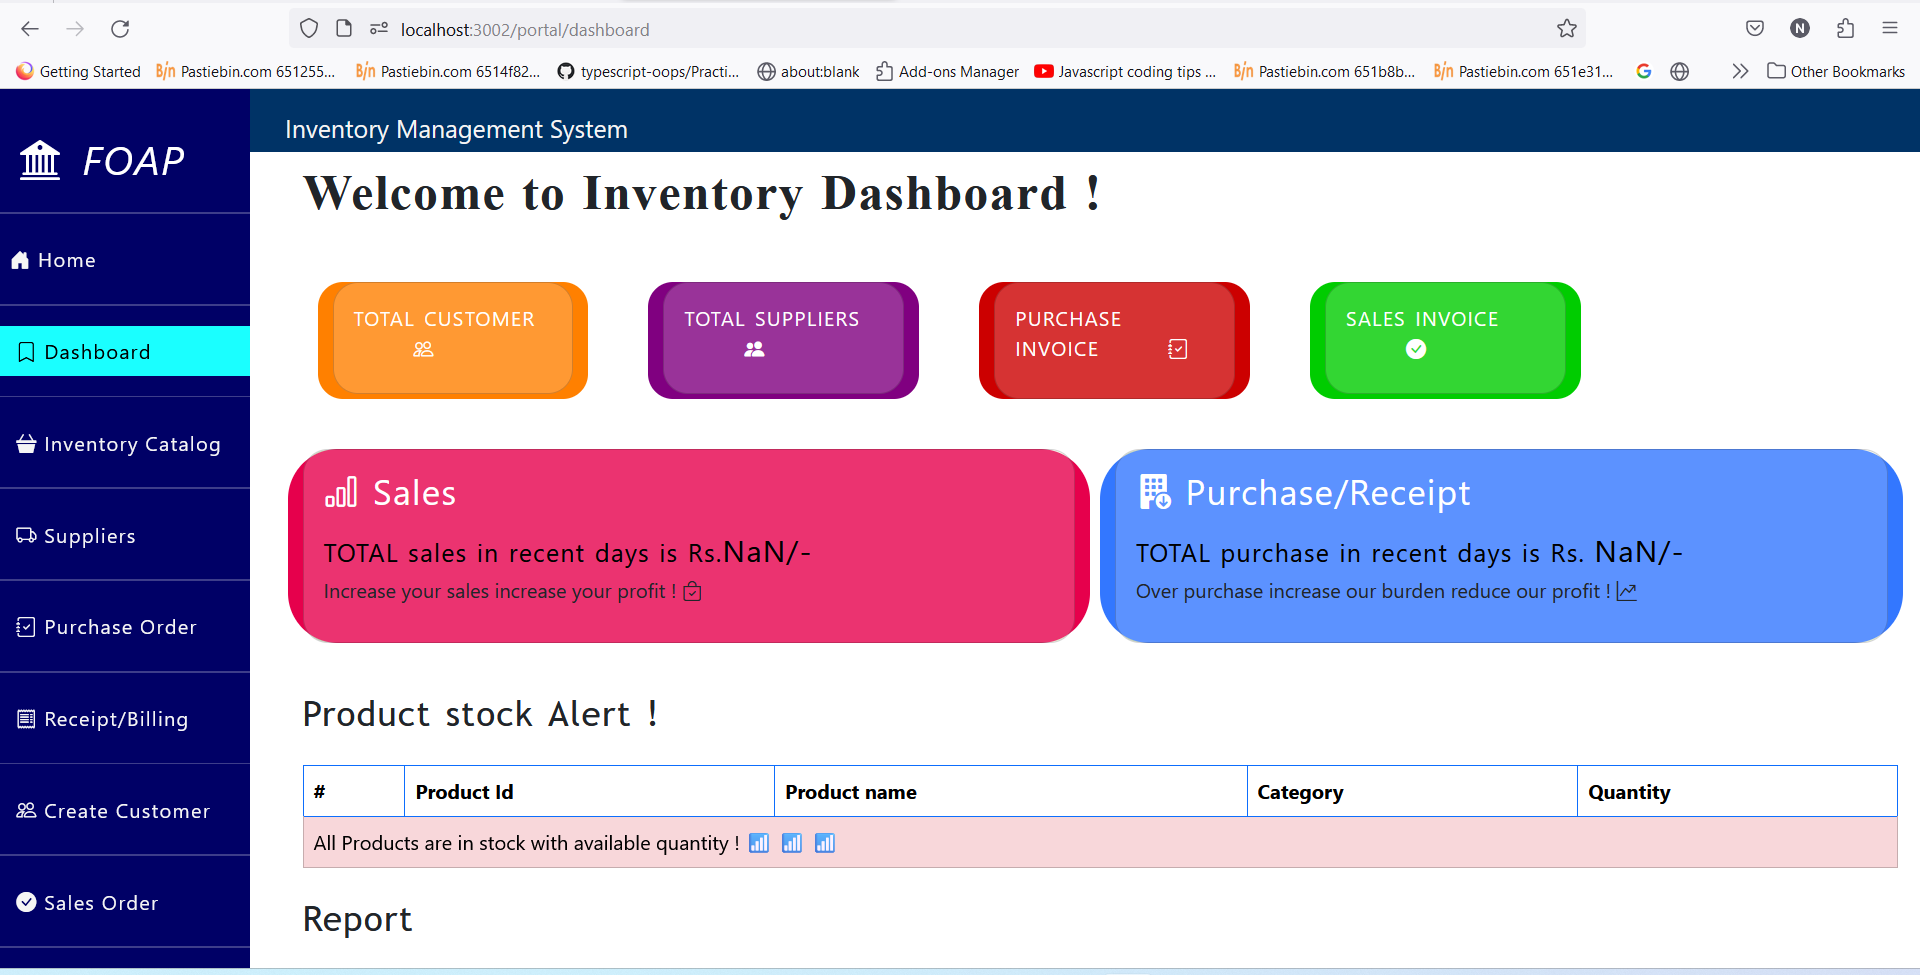 localhost:3002/portal/dashboard
N
Getting Started
Bin Pastiebin.com 651255...
Bin Pastiebin.com 6514f82...
typescript-oops/Practi...
about:blank
Add-ons Manager
Javascript coding tips ...
Bin Pastiebin.com 651b8b...
Bin Pastiebin.com 651e31...
G
Other Bookmarks
FOAP
Home
Dashboard
Inventory Catalog
Suppliers
Purchase Order
Receipt/Billing
Create Customer
Sales Order
Inventory Management System
Welcome to Inventory Dashboard !
TOTAL CUSTOMER
TOTAL SUPPLIERS
PURCHASE
INVOICE
SALES INVOICE
Sales
TOTAL sales in recent days is Rs.NaN/-
Increase your sales increase your profit !
Purchase/Receipt
TOTAL purchase in recent days is Rs. NaN/-
Over purchase increase our burden reduce our profit !
Product stock Alert !
# Product Id Product name Category Quantity
All Products are in stock with available quantity !
Report